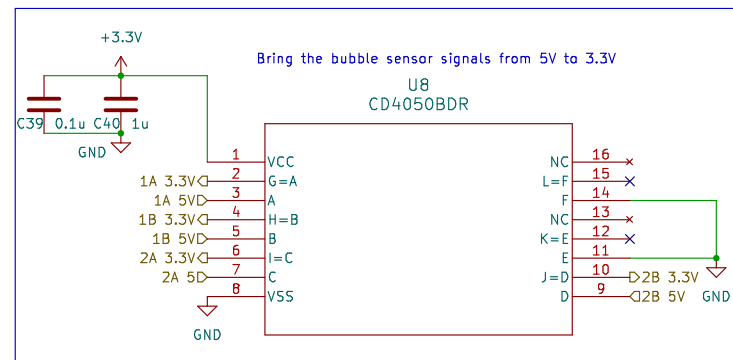 +3.3V
Bring the bubble sensor signals from 5V to 3.3V
U8
CD4050BDR
C39 0.1u C40 1u
GND
1 VCC
1A 3.3V 2 G=A
1A 5V 3 A
1B 3.3V 4 H=B
1B 5V 5 B
2A 3.3V 6 I=C
2A 5 7 C
8 VSS
GND
NC 16
L=F 15
F 14
NC 13
K=E 12
E 11
J=D 10 2B 3.3V
D 9 2B 5V
GND